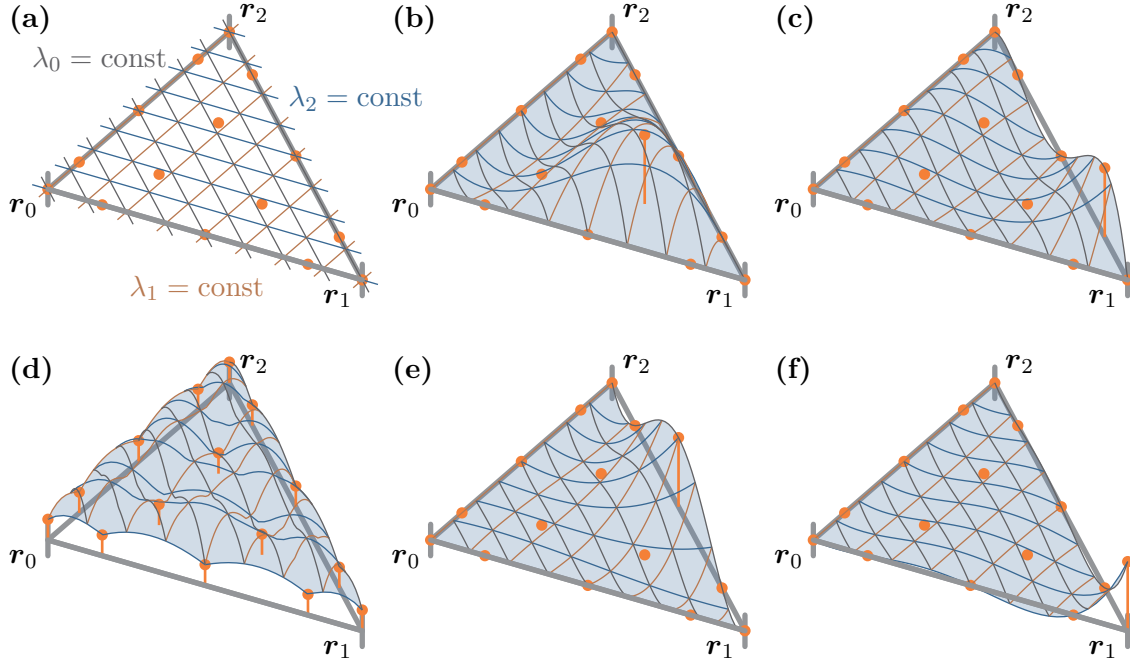 (a)
r₂
λ₀ = const
λ₂ = const
r₀
λ₁ = const
r₁
(b)
r₂
r₀
r₁
(c)
r₂
r₀
r₁
(d)
r₂
r₀
r₁
(e)
r₂
r₀
r₁
(f)
r₂
r₀
r₁